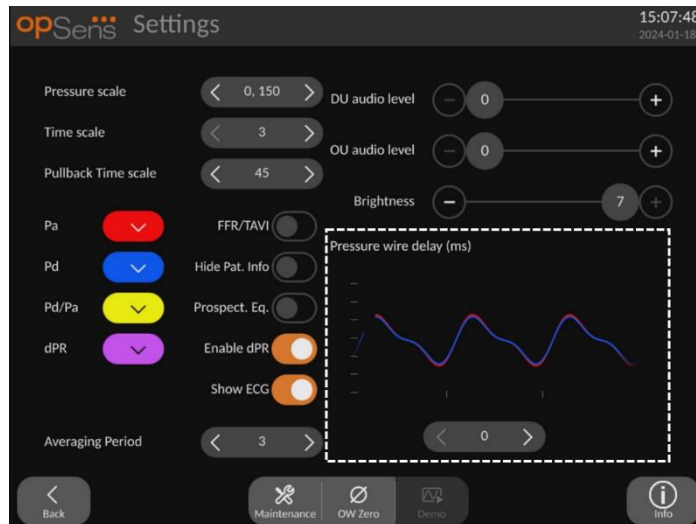 opSens Settings
15:07:48
2024-01-18
Pressure scale
0, 150
DU audio level
0
Time scale
3
OU audio level
0
Pullback Time scale
45
Brightness
7
Pa
FFR/TAVI
Pressure wire delay (ms)
Pd
Hide Pat. Info
Pd/Pa
Prospect. Eq.
dPR
Enable dPR
Show ECG
Averaging Period
3
0
Back
Maintenance
OW Zero
Demo
Info